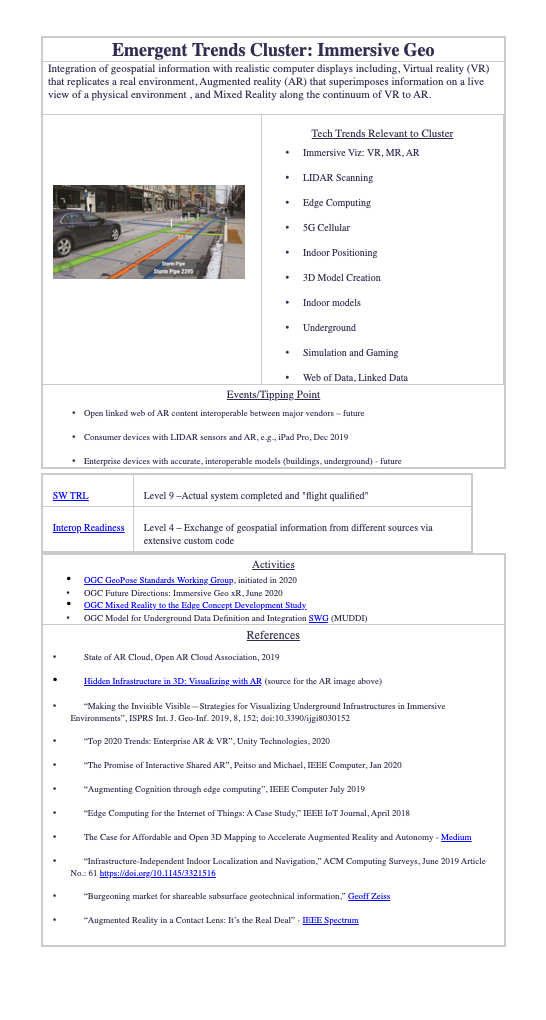 Emergent Trends Cluster: Immersive Geo
Integration of geospatial information with realistic computer displays including, Virtual reality (VR)
that replicates a real environment, Augmented reality (AR) that superimposes information on a live
view of a physical environment , and Mixed Reality along the continuum of VR to AR.
Storm Pipe
Storm Pipe 2395
Tech Trends Relevant to Cluster
• Immersive Viz: VR, MR, AR
• LIDAR Scanning
• Edge Computing
• 5G Cellular
• Indoor Positioning
• 3D Model Creation
• Indoor models
• Underground
• Simulation and Gaming
• Web of Data, Linked Data
Events/Tipping Point
• Open linked web of AR content interoperable between major vendors – future
• Consumer devices with LIDAR sensors and AR, e.g., iPad Pro, Dec 2019
• Enterprise devices with accurate, interoperable models (buildings, underground) - future
SW TRL
Level 9 –Actual system completed and "flight qualified"
Interop Readiness
Level 4 – Exchange of geospatial information from different sources via
extensive custom code
Activities
• OGC GeoPose Standards Working Group, initiated in 2020
• OGC Future Directions: Immersive Geo xR, June 2020
• OGC Mixed Reality to the Edge Concept Development Study
• OGC Model for Underground Data Definition and Integration SWG (MUDDI)
References
• State of AR Cloud, Open AR Cloud Association, 2019
• Hidden Infrastructure in 3D: Visualizing with AR (source for the AR image above)
• “Making the Invisible Visible—Strategies for Visualizing Underground Infrastructures in Immersive
Environments”, ISPRS Int. J. Geo-Inf. 2019, 8, 152; doi:10.3390/ijgi8030152
• “Top 2020 Trends: Enterprise AR & VR”, Unity Technologies, 2020
• “The Promise of Interactive Shared AR”, Peitso and Michael, IEEE Computer, Jan 2020
• “Augmenting Cognition through edge computing”, IEEE Computer July 2019
• “Edge Computing for the Internet of Things: A Case Study,” IEEE IoT Journal, April 2018
• The Case for Affordable and Open 3D Mapping to Accelerate Augmented Reality and Autonomy - Medium
• “Infrastructure-Independent Indoor Localization and Navigation,” ACM Computing Surveys, June 2019 Article
No.: 61 https://doi.org/10.1145/3321516
• “Burgeoning market for shareable subsurface geotechnical information,” Geoff Zeiss
• “Augmented Reality in a Contact Lens: It’s the Real Deal” - IEEE Spectrum